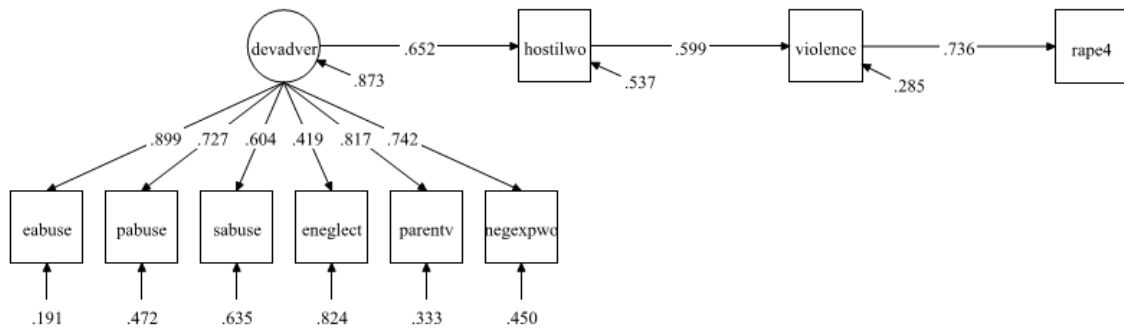 devadver .652 hostilwo .599 violence .736 rape4
.873 .537 .285
.899 .727 .604 .419 .817 .742
eabuse pabuse sabuse eneglect parentv negexpwo
.191 .472 .635 .824 .333 .450